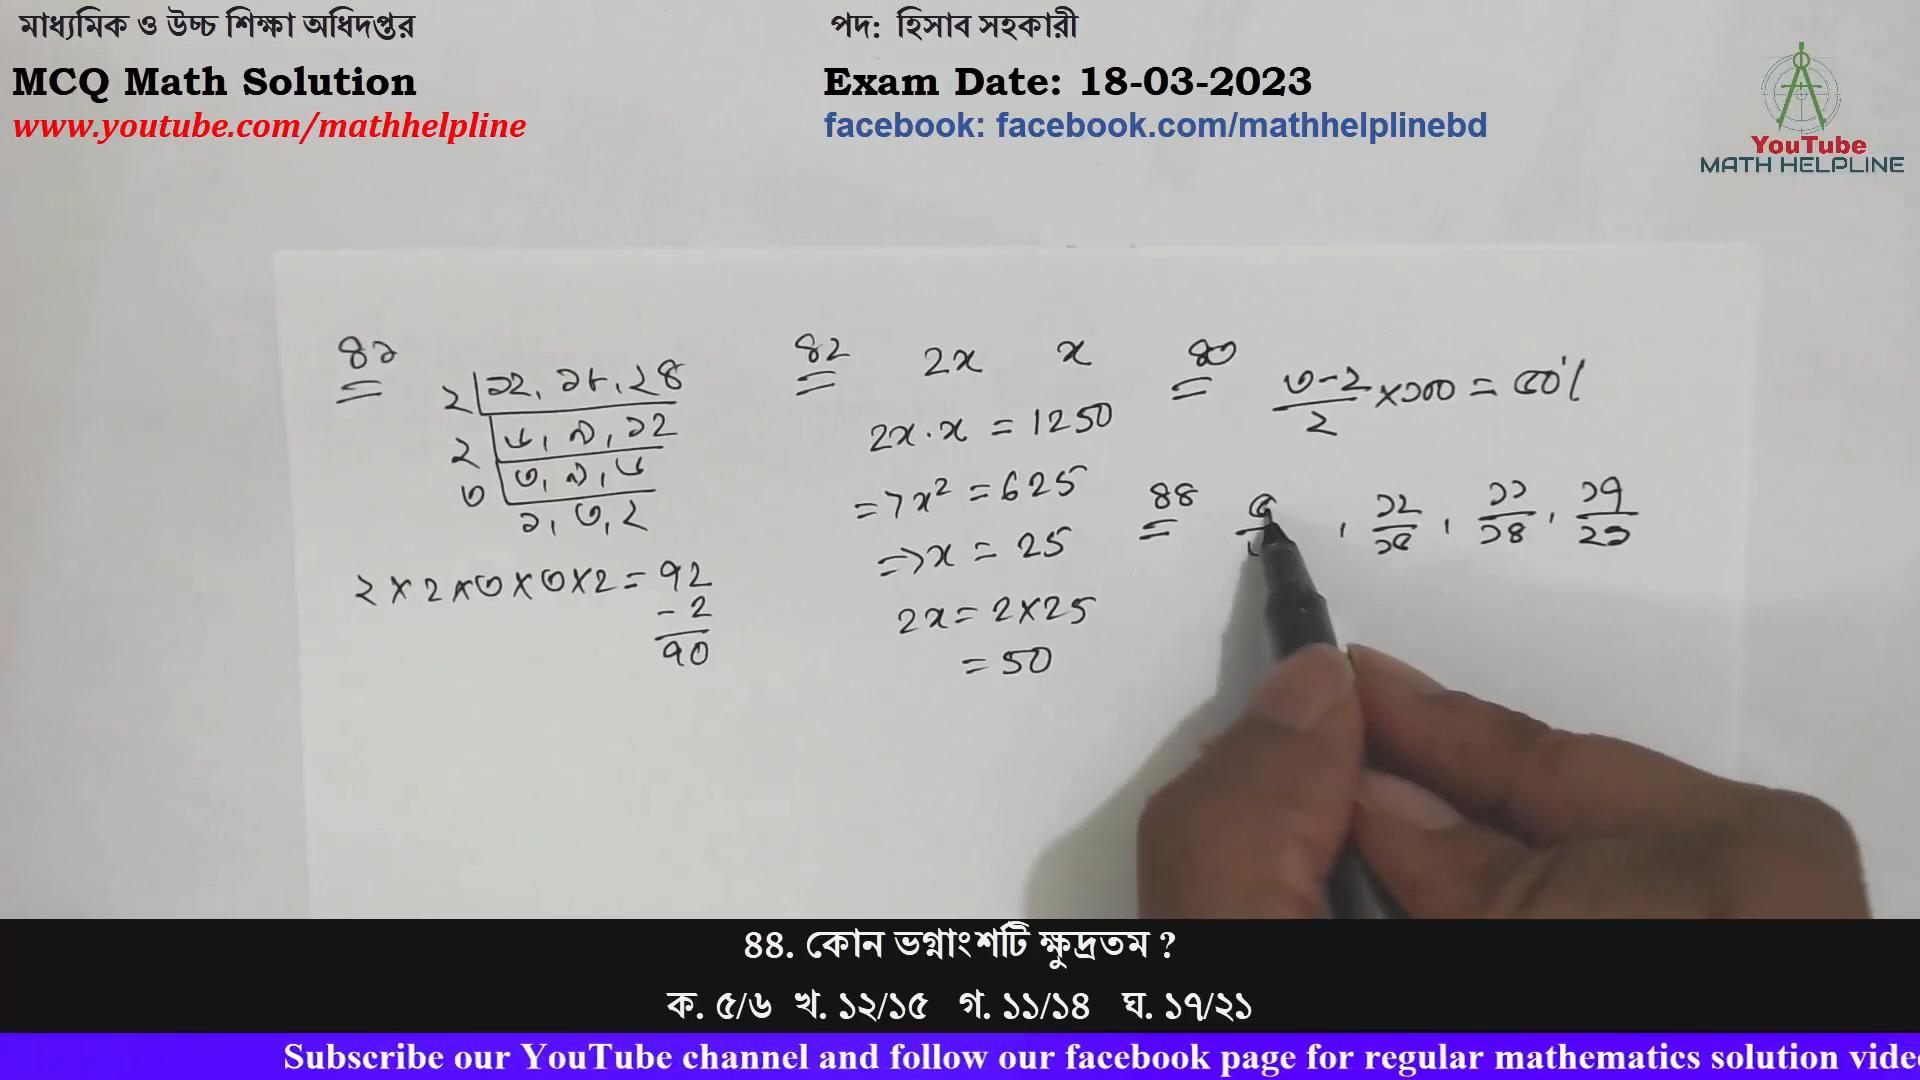 মাধ্যমিক ও উচ্চ শিক্ষা অধিদপ্তর
পদ: হিসাব সহকারী
MCQ Math Solution
Exam Date: 18-03-2023
www.youtube.com/mathhelpline
facebook: facebook.com/mathhelplinebd
YouTube
MATH HELPLINE
৪১
২ ১২, ১৮, ২৪
২ ৬, ৯, ১২
৩ ৩, ৯, ৬
১, ৩, ২
২×২×৩×৩×২ = ৭২
- ২
৭০
৪২
2x x
2x.x = 1250
=> x² = 625
=> x = 25
2x = 2×25
= 50
৪৩
৩-২/২ ×১০০ = ৫০%
৪৪
৫/ , ১২/১৫ , ১১/১৪ , ১৭/২১
৪৪. কোন ভগ্নাংশটি ক্ষুদ্রতম ?
ক. ৫/৬ খ. ১২/১৫ গ. ১১/১৪ ঘ. ১৭/২১
Subscribe our YouTube channel and follow our facebook page for regular mathematics solution